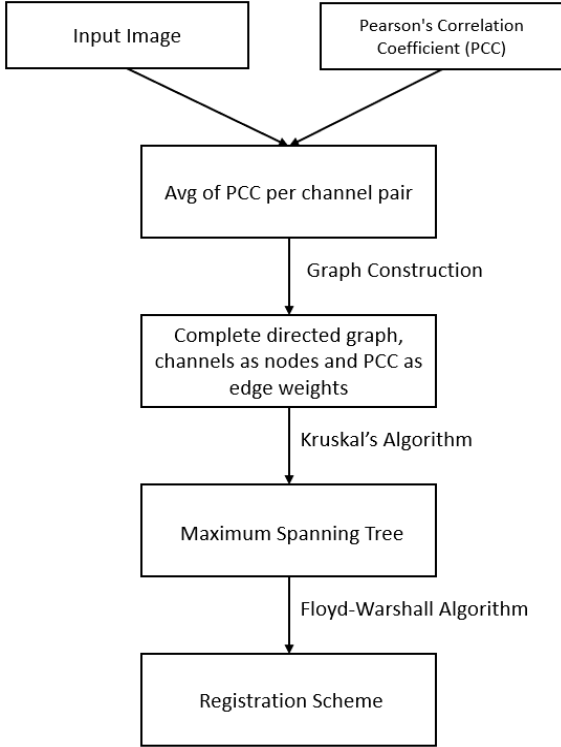 Input Image
Pearson's Correlation
Coefficient (PCC)
Avg of PCC per channel pair
Graph Construction
Complete directed graph,
channels as nodes and PCC as
edge weights
Kruskal’s Algorithm
Maximum Spanning Tree
Floyd-Warshall Algorithm
Registration Scheme